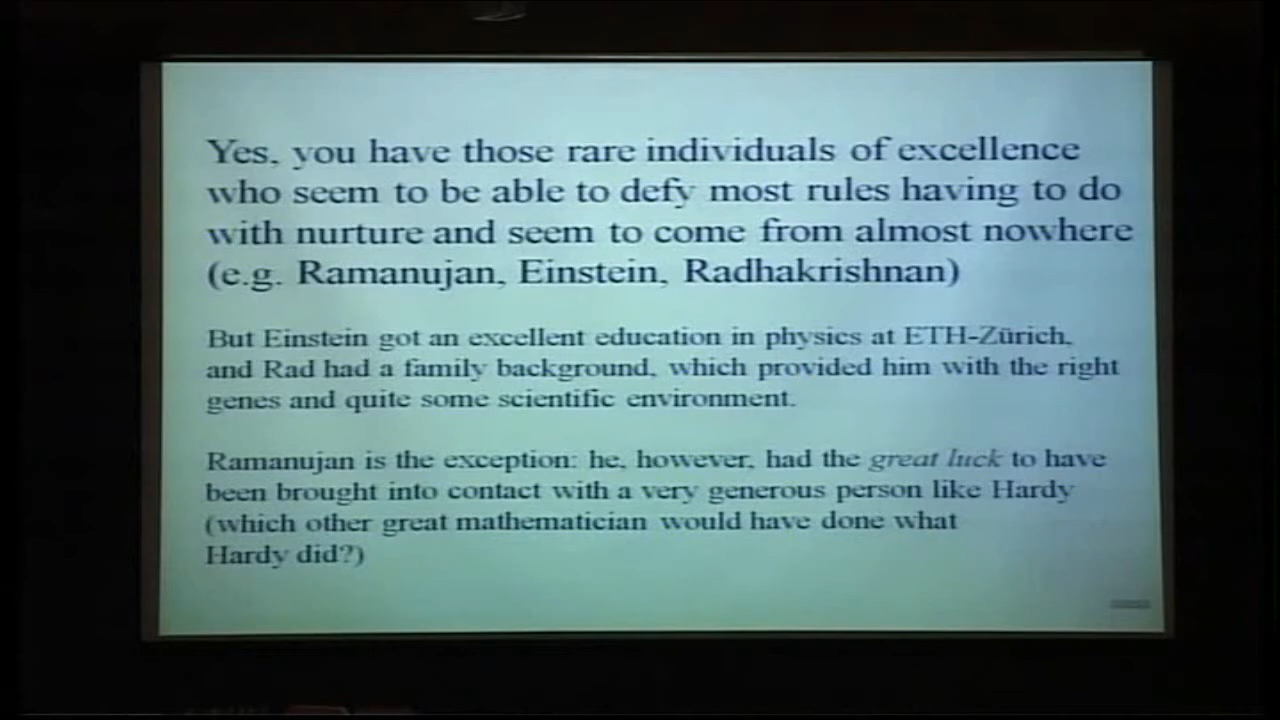 Yes, you have those rare individuals of excellence
who seem to be able to defy most rules having to do
with nurture and seem to come from almost nowhere
(e.g. Ramanujan, Einstein, Radhakrishnan)
But Einstein got an excellent education in physics at ETH-Zürich,
and Rad had a family background, which provided him with the right
genes and quite some scientific environment.
Ramanujan is the exception: he, however, had the great luck to have
been brought into contact with a very generous person like Hardy
(which other great mathematician would have done what
Hardy did?)